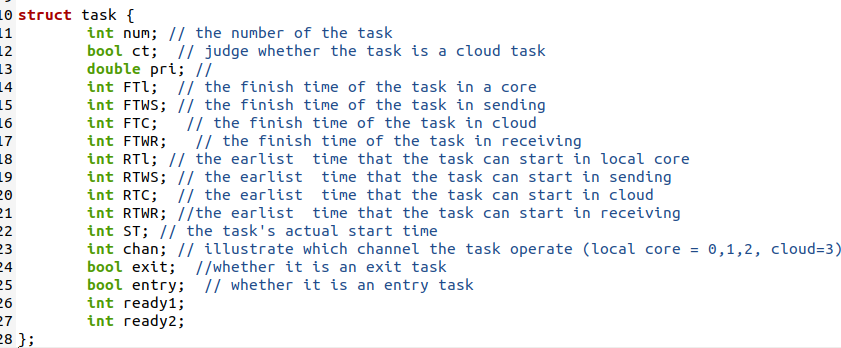 10 struct task {
11 int num; // the number of the task
12 bool ct;  // judge whether the task is a cloud task
13 double pri; //
14 int FTl;  // the finish time of the task in a core
15 int FTWS; // the finish time of the task in sending
16 int FTC;   // the finish time of the task in cloud
17 int FTWR;   // the finish time of the task in receiving
18 int RTl; // the earlist  time that the task can start in local core
19 int RTWS; // the earlist  time that the task can start in sending
20 int RTC;  // the earlist  time that the task can start in cloud
21 int RTWR; //the earlist  time that the task can start in receiving
22 int ST; // the task's actual start time
23 int chan; // illustrate which channel the task operate (local core = 0,1,2, cloud=3)
24 bool exit;  //whether it is an exit task
25 bool entry;  // whether it is an entry task
26 int ready1;
27 int ready2;
28 };